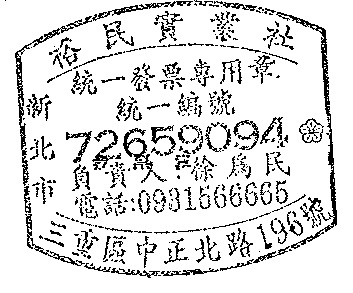 裕民實業社
統一發票專用章
統一編號
72659094
負責人:徐為民
電話:0931566665
新北市
三重區中正北路196號